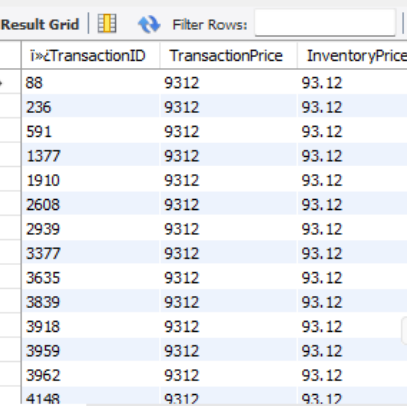 Result Grid Filter Rows:
ï»¿TransactionID TransactionPrice InventoryPrice
88 9312 93.12
236 9312 93.12
591 9312 93.12
1377 9312 93.12
1910 9312 93.12
2608 9312 93.12
2939 9312 93.12
3377 9312 93.12
3635 9312 93.12
3839 9312 93.12
3918 9312 93.12
3959 9312 93.12
3962 9312 93.12
4148 9312 93.12